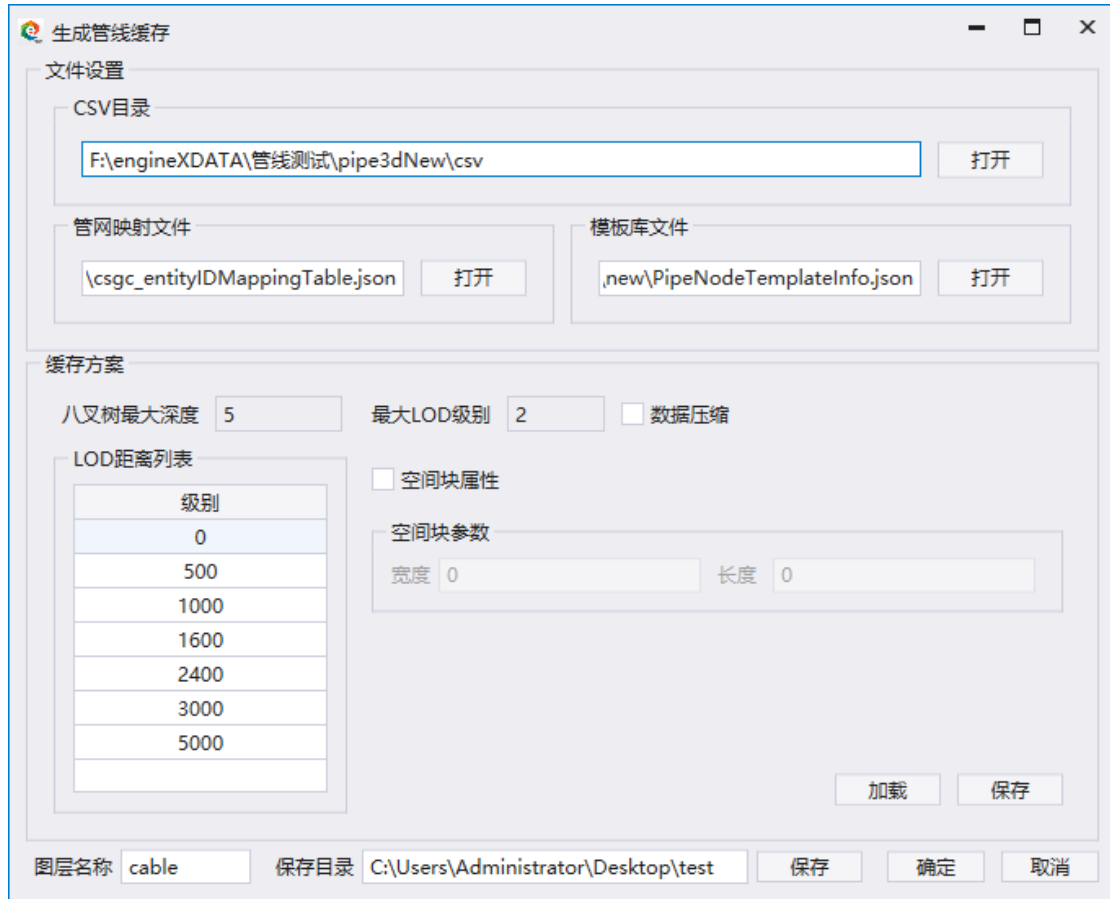 生成管线缓存
文件设置
CSV目录
F:\engineXDATA\管线测试\pipe3dNew\csv 打开
管网映射文件 模板库文件
\csgc_entityIDMappingTable.json 打开 new\PipeNodeTemplateInfo.json 打开
缓存方案
八叉树最大深度 5 最大LOD级别 2 数据压缩
LOD距离列表
级别
0
500
1000
1600
2400
3000
5000
空间块属性
空间块参数
宽度 0 长度 0
加载 保存
图层名称 cable 保存目录 C:\Users\Administrator\Desktop\test 保存 确定 取消